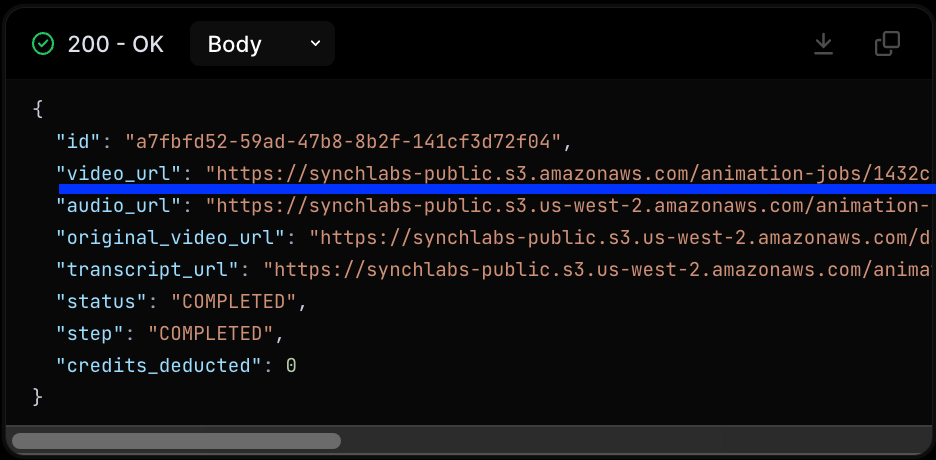 200 - OK
Body
{
"id": "a7fbfd52-59ad-47b8-8b2f-141cf3d72f04",
"video_url": "https://synchlabs-public.s3.amazonaws.com/animation-jobs/1432c
"audio_url": "https://synchlabs-public.s3.us-west-2.amazonaws.com/animation-
"original_video_url": "https://synchlabs-public.s3.us-west-2.amazonaws.com/d
"transcript_url": "https://synchlabs-public.s3.us-west-2.amazonaws.com/anima
"status": "COMPLETED",
"step": "COMPLETED",
"credits_deducted": 0
}